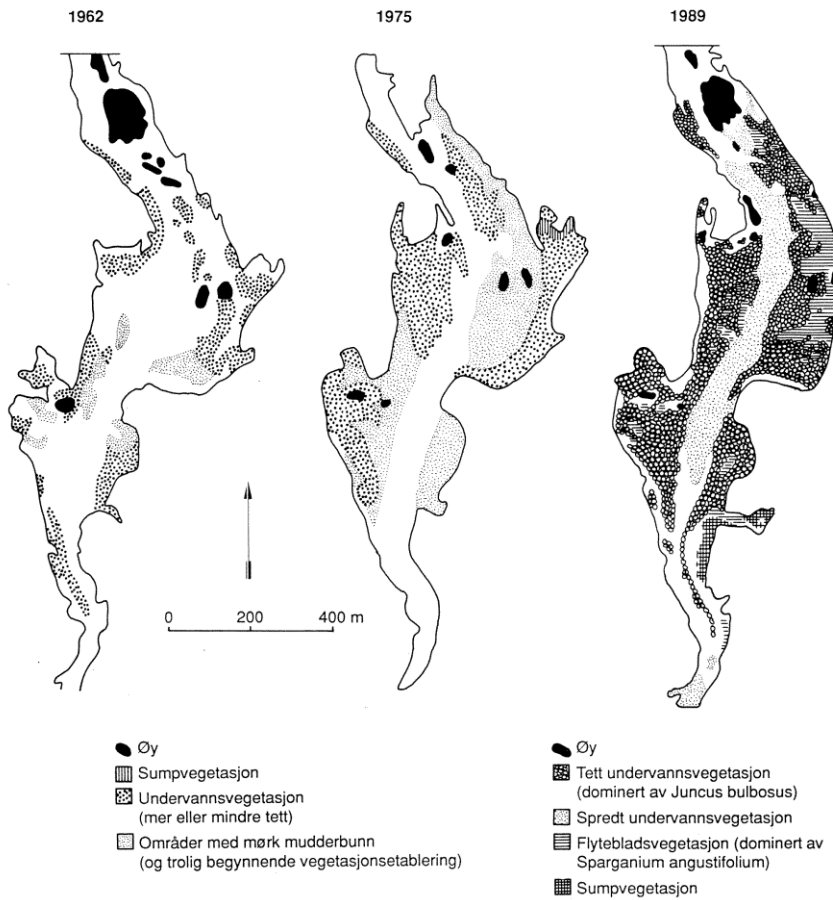 1962
1975
1989
0 200 400 m
Øy
Sumpvegetasjon
Undervannsvegetasjon
(mer eller mindre tett)
Områder med mørk mudderbunn
(og trolig begynnende vegetasjonsetablering)
Øy
Tett undervannsvegetasjon
(dominert av Juncus bulbosus)
Spredt undervannsvegetasjon
Flytebladsvegetasjon (dominert av
Sparganium angustifolium)
Sumpvegetasjon